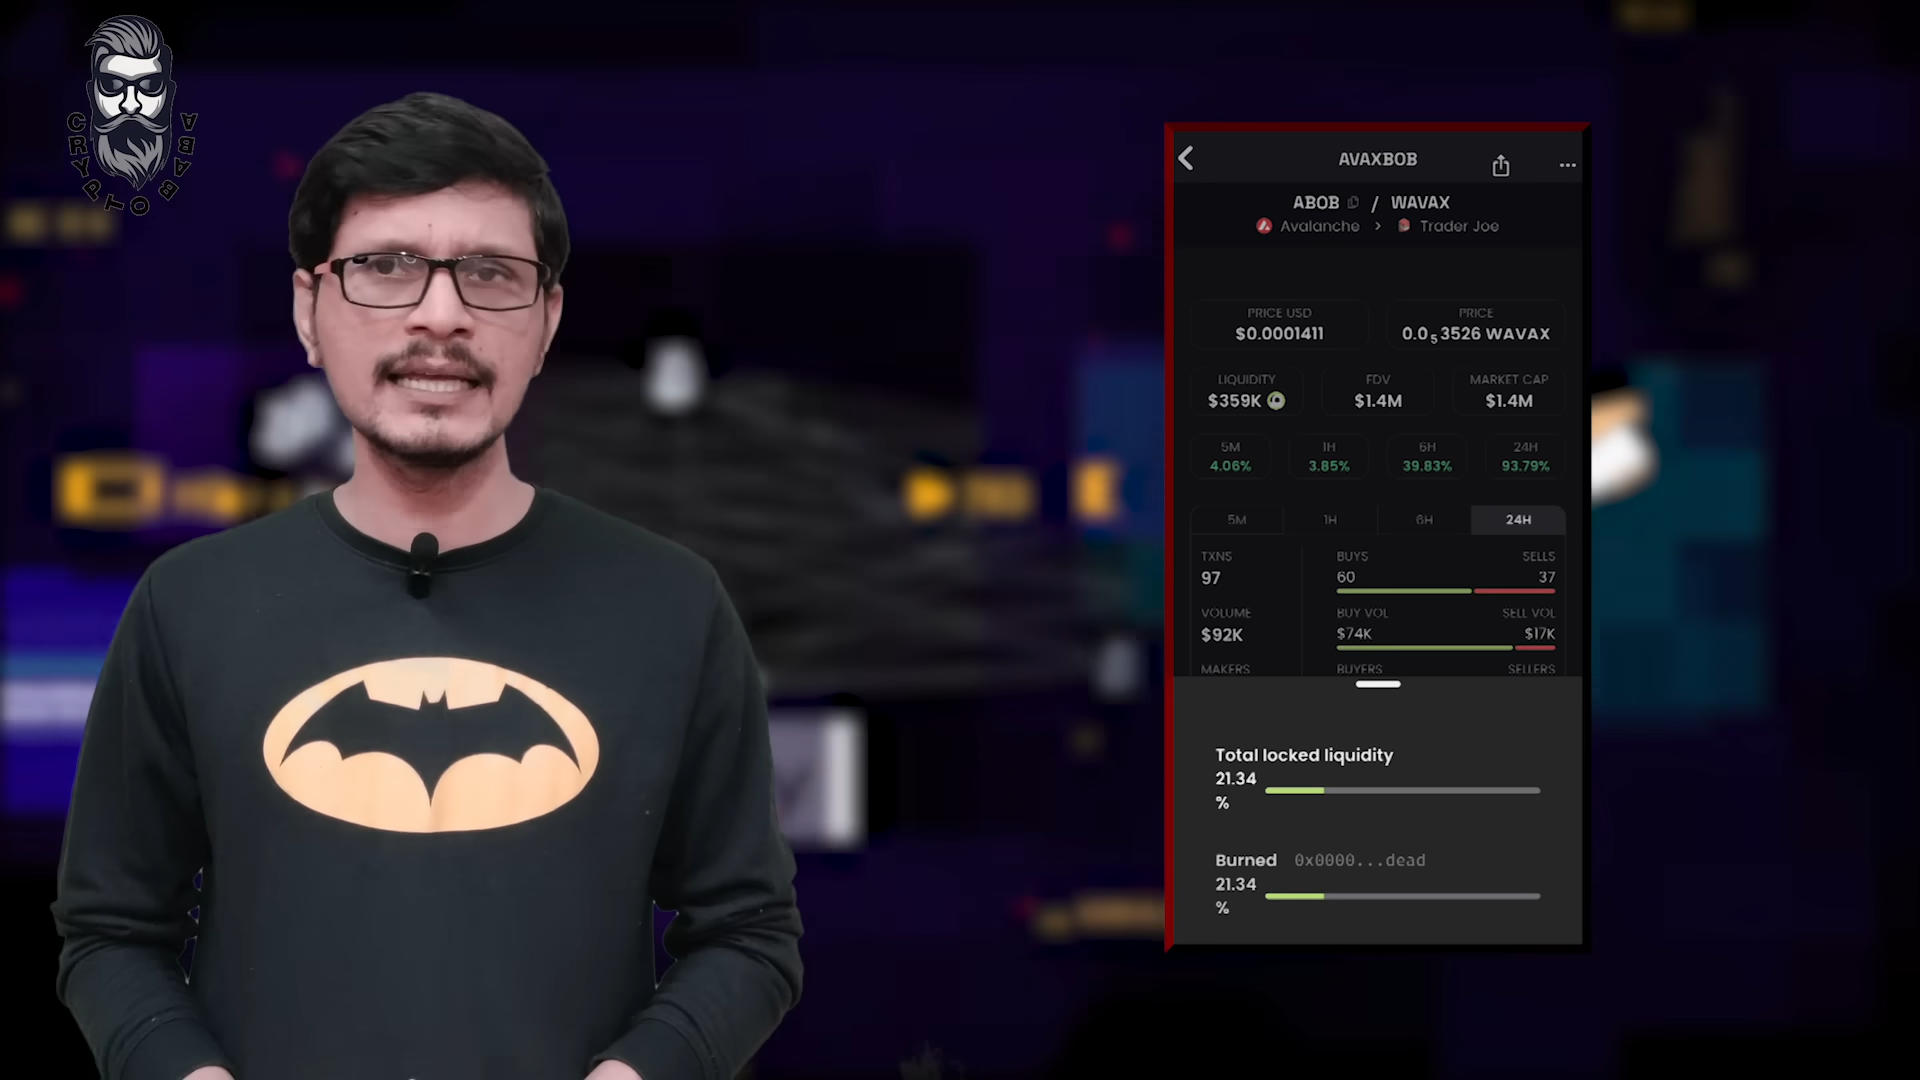 CRYPTO BABA
AVAXBOB
ABOB / WAVAX
Avalanche > Trader Joe
PRICE USD
$0.0001411
PRICE
0.0₅3526 WAVAX
LIQUIDITY
$359K
FDV
$1.4M
MARKET CAP
$1.4M
5M
4.06%
1H
3.85%
6H
39.83%
24H
93.79%
5M 1H 6H 24H
TXNS
97
BUYS SELLS
60 37
VOLUME
$92K
BUY VOL SELL VOL
$74K $17K
MAKERS BUYERS SELLERS
Total locked liquidity
21.34
%
Burned 0x0000...dead
21.34
%